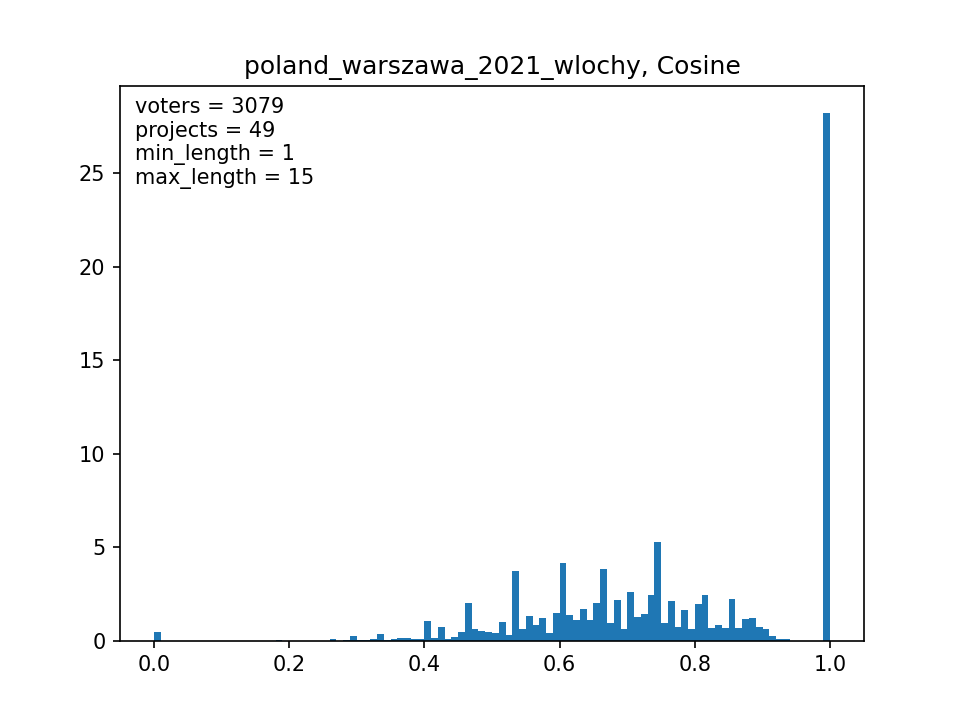 poland_warszawa_2021_wlochy, Cosine
voters = 3079
projects = 49
min_length = 1
max_length = 15
25
20
15
10
5
0
0.0 0.2 0.4 0.6 0.8 1.0